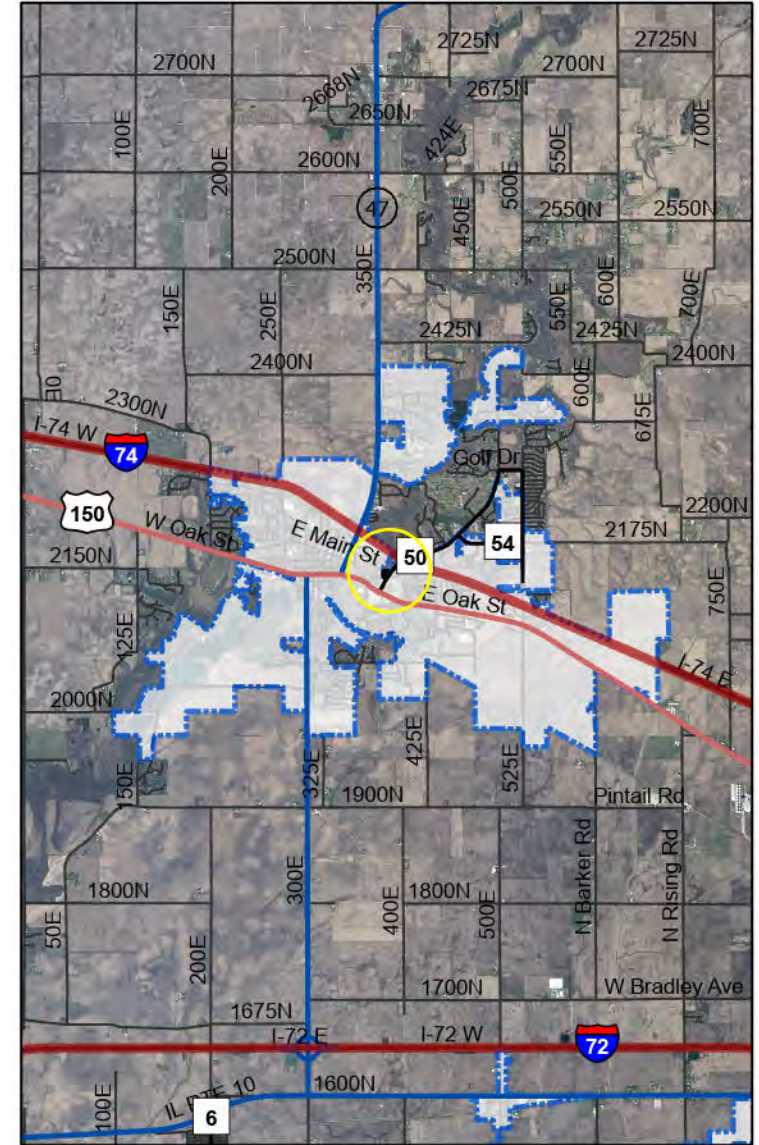 2725N
2725N
2700N
2700N
2668N
2675N
2650N
100E
424E
700E
200E
550E
500E
2600N
450E
2550N
2550N
47
2500N
350E
600E
150E
250E
550E
700E
2425N
2425N
2400N
2400N
0E
600E
2300N
675E
I-74 W
74
Golf Dr
2200N
150
W Oak St
E Main St
50
54
2175N
2150N
E Oak St
750E
125E
I-74 E
2000N
425E
150E
325E
525E
1900N
Pintail Rd
N Barker Rd
N Rising Rd
300E
1800N
400E
1800N
50E
500E
200E
1700N
W Bradley Ave
1675N
I-72 E
I-72 W
72
1600N
IL RTE 10
100E
6